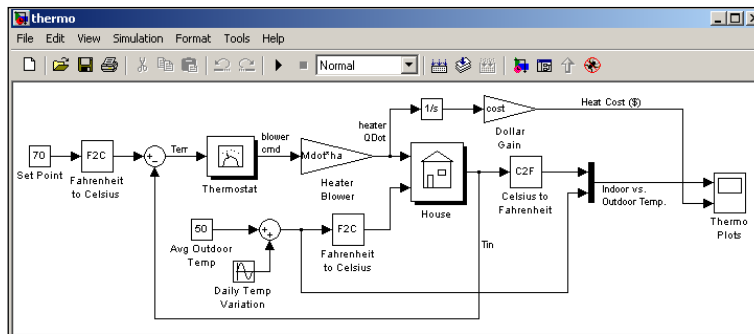 thermo
File Edit View Simulation Format Tools Help
Normal
1/s
cost
Heat Cost ($)
Dollar
Gain
heater
QDot
blower
cmd
Terr
70
F2C
Mdot*ha
Set Point
Fahrenheit
to Celsius
Thermostat
Heater
Blower
House
C2F
Celsius to
Fahrenheit
Indoor vs.
Outdoor Temp.
Thermo
Plots
50
F2C
Avg Outdoor
Temp
Fahrenheit
to Celsius
Tin
Daily Temp
Variation